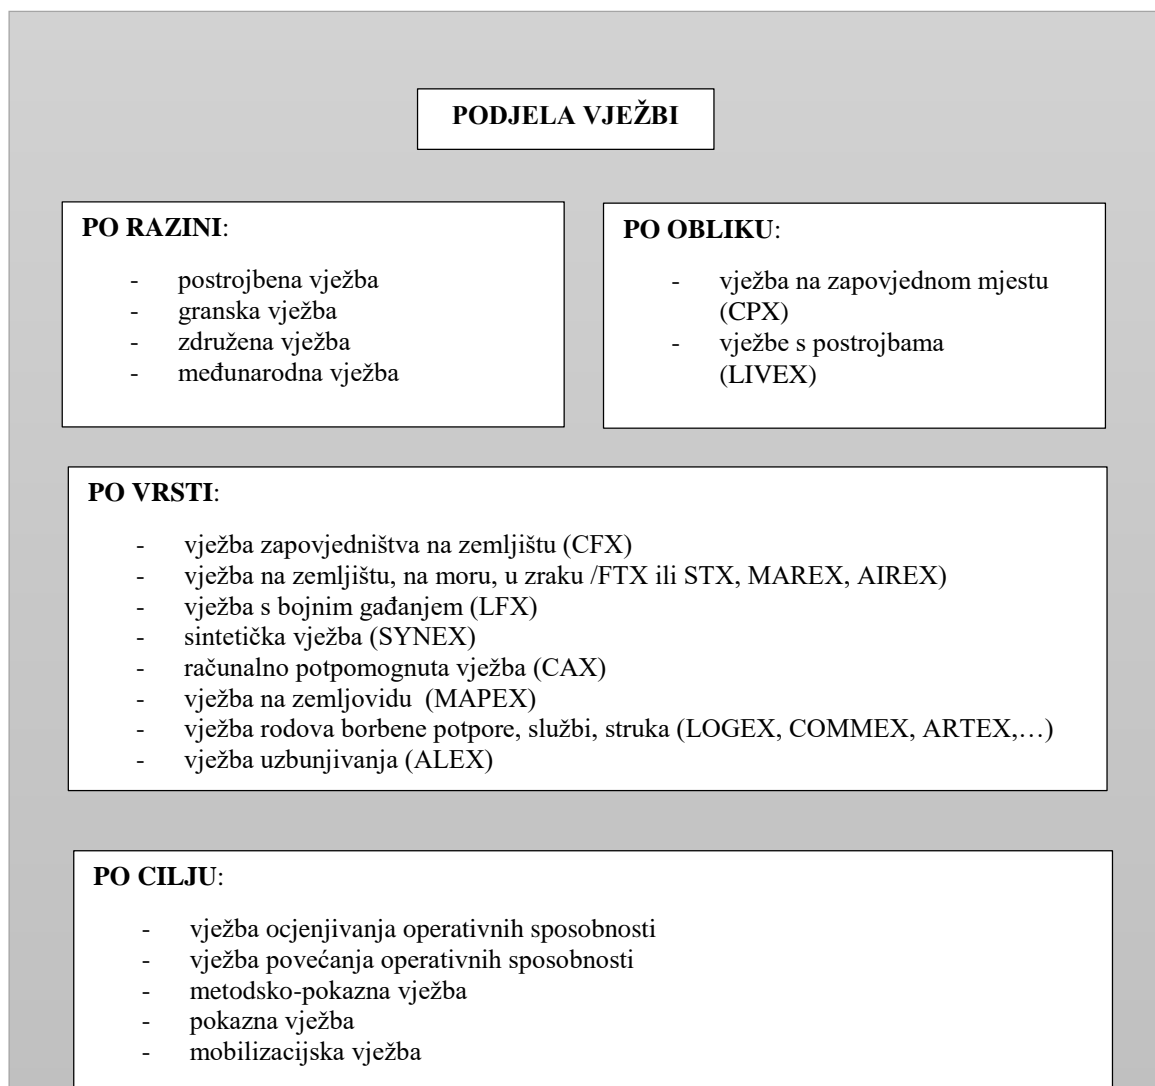 PODJELA VJEŽBI
PO RAZINI:
- postrojbena vježba
- granska vježba
- združena vježba
- međunarodna vježba
PO OBLIKU:
- vježba na zapovjednom mjestu
(CPX)
- vježbe s postrojbama
(LIVEX)
PO VRSTI:
- vježba zapovjedništva na zemljištu (CFX)
- vježba na zemljištu, na moru, u zraku /FTX ili STX, MAREX, AIREX)
- vježba s bojnim gađanjem (LFX)
- sintetička vježba (SYNEX)
- računalno potpomognuta vježba (CAX)
- vježba na zemljovidu (MAPEX)
- vježba rodova borbene potpore, službi, struka (LOGEX, COMMEX, ARTEX,…)
- vježba uzbunjivanja (ALEX)
PO CILJU:
- vježba ocjenjivanja operativnih sposobnosti
- vježba povećanja operativnih sposobnosti
- metodsko-pokazna vježba
- pokazna vježba
- mobilizacijska vježba